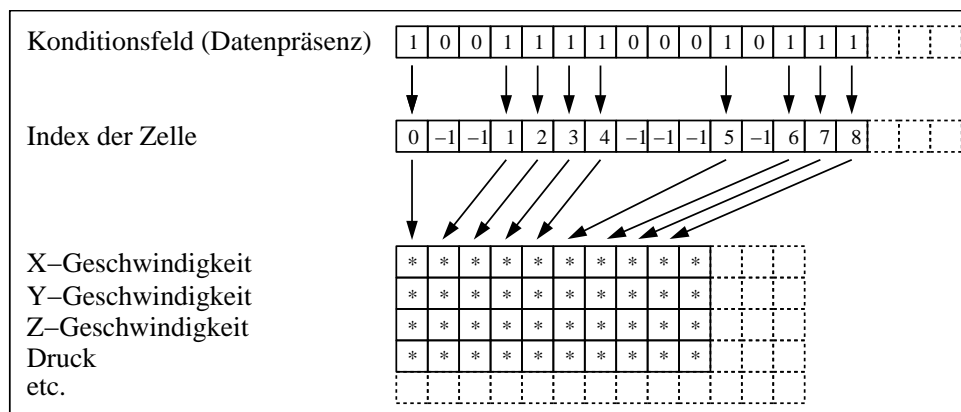 Konditionsfeld (Datenpräsenz) 1 0 0 1 1 1 1 0 0 0 1 0 1 1 1
Index der Zelle 0 −1 −1 1 2 3 4 −1 −1 −1 5 −1 6 7 8
X−Geschwindigkeit * * * * * * * * * *
Y−Geschwindigkeit * * * * * * * * * *
Z−Geschwindigkeit * * * * * * * * * *
Druck * * * * * * * * * *
etc.